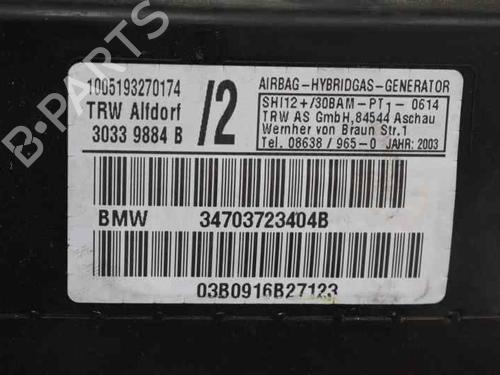 B-PARTS
1005193270174
TRW Alfdorf
3033 9884 B
/2
AIRBAG-HYBRIDGAS-GENERATOR
SHI12+/30BAM-PT1-0614
TRW AS GmbH,84544 Aschau
Wernher von Braun Str.1
Tel. 08638/965-0 JAHR: 2003
BMW 34703723404B
03B0916B27123